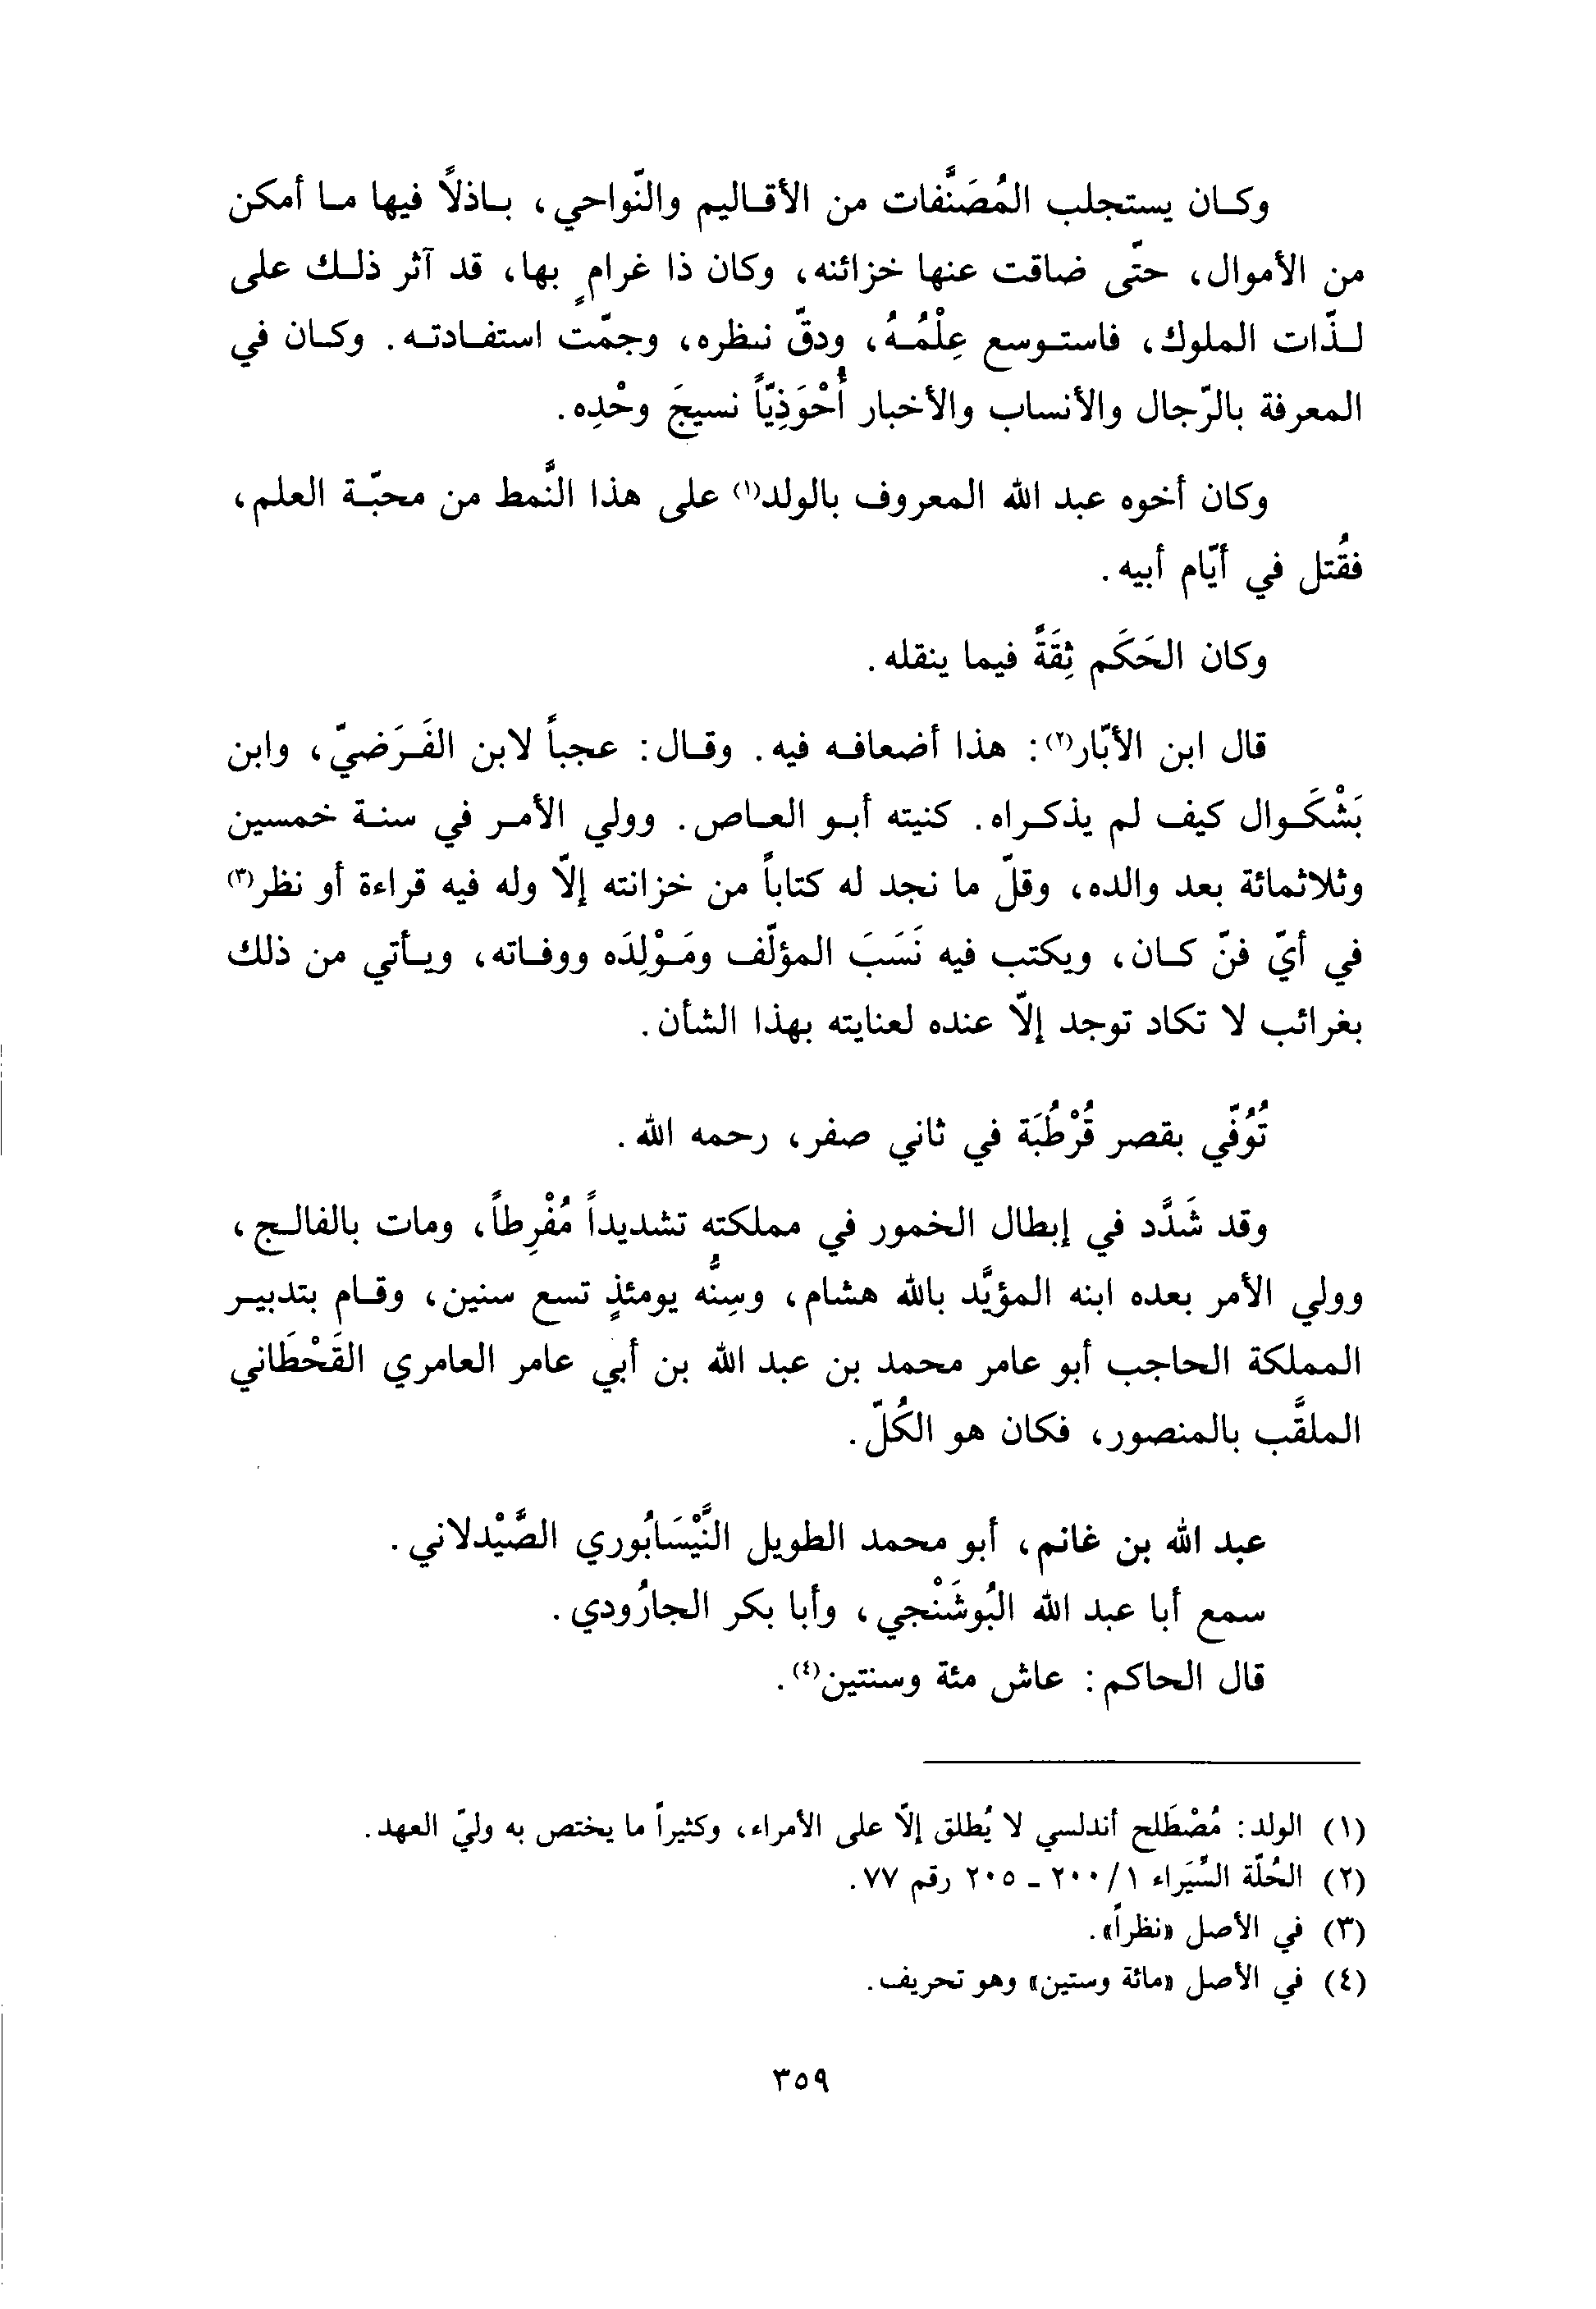 وكان يستجلب المُصَنَّفات من الأقاليم والنّواحي، باذلاً فيها ما أمكن
من الأموال، حتّى ضاقت عنها خزائنه، وكان ذا غرامٍ بها، قد آثر ذلك على
لذّات الملوك، فاستوسع عِلْمُهُ، ودقّ نظره، وجمّت استفادته. وكان في
المعرفة بالرّجال والأنساب والأخبار أُحْوَذِيّاً نسيجَ وحْدِه.
وكان أخوه عبد الله المعروف بالولد(١) على هذا النَّمط من محبّة العلم،
فقُتل في أيّام أبيه.
وكان الحَكَم ثِقَةً فيما ينقله.
قال ابن الأبّار(٢): هذا أضعافه فيه. وقال: عجباً لابن الفَرَضيّ، وابن
بَشْكَوال كيف لم يذكراه. كنيته أبو العاص. وولي الأمر في سنة خمسين
وثلاثمائة بعد والده، وقلّ ما نجد له كتاباً من خزانته إلّا وله فيه قراءة أو نظر(٣)
في أيّ فنّ كان، ويكتب فيه نَسَبَ المؤلّف ومَوْلِدَه ووفاته، ويأتي من ذلك
بغرائب لا تكاد توجد إلّا عنده لعنايته بهذا الشأن.
تُوُفّي بقصر قُرْطُبَة في ثاني صفر، رحمه الله.
وقد شَدَّد في إبطال الخمور في مملكته تشديداً مُفْرِطاً، ومات بالفالج،
وولي الأمر بعده ابنه المؤيَّد بالله هشام، وسِنُّه يومئذٍ تسع سنين، وقام بتدبير
المملكة الحاجب أبو عامر محمد بن عبد الله بن أبي عامر العامري القَحْطَاني
الملقَّب بالمنصور، فكان هو الكُلّ.
عبد الله بن غانم، أبو محمد الطويل النَّيْسَابُوري الصَّيْدلاني.
سمع أبا عبد الله البُوشَنْجي، وأبا بكر الجارُودي.
قال الحاكم: عاش مئة وسنتين(٤).
(١) الولد: مُصْطَلح أندلسي لا يُطلق إلّا على الأمراء، وكثيراً ما يختص به وليّ العهد.
(٢) الحُلّة السَّيَراء ١/ ٢٠٠ ـ ٢٠٥ رقم ٧٧.
(٣) في الأصل «نظراً».
(٤) في الأصل «مائة وستين» وهو تحريف.
٣٥٩